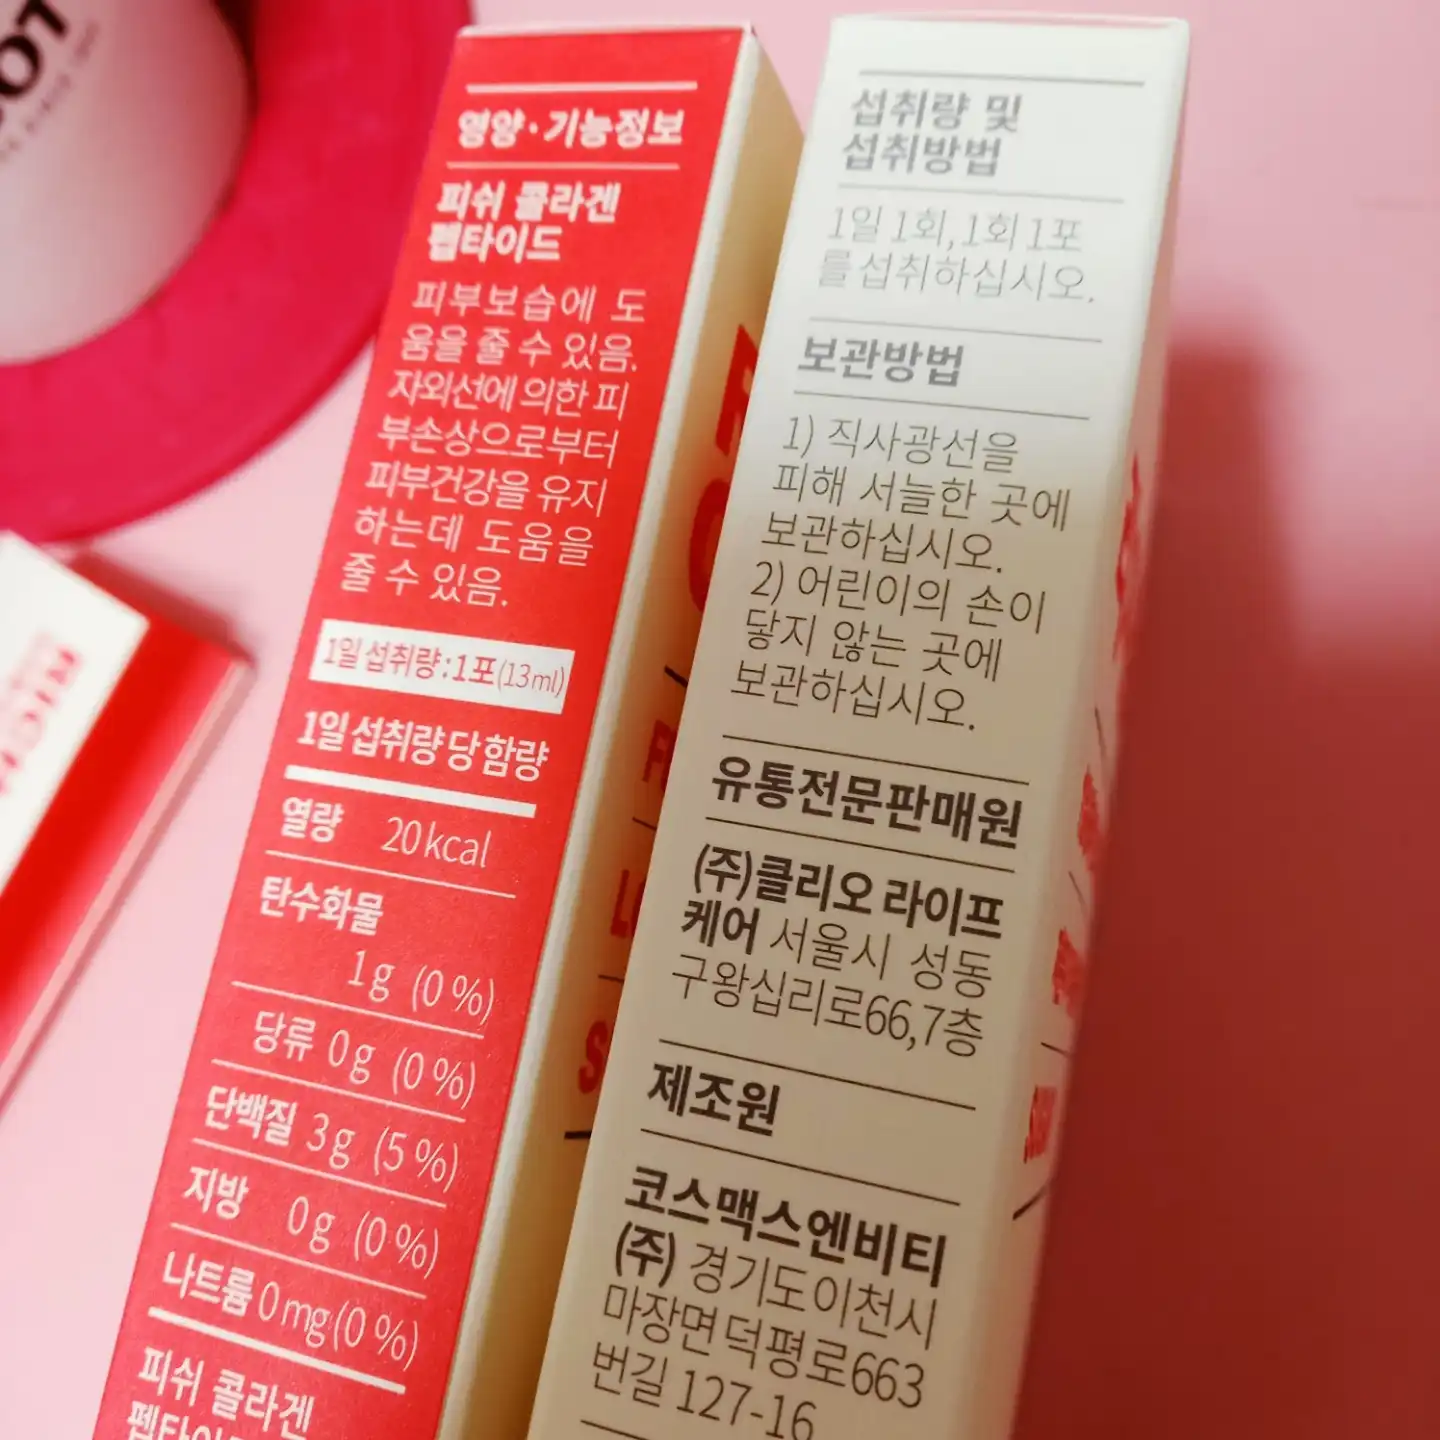 영양·기능정보
피쉬 콜라겐
펩타이드
피부보습에 도
움을 줄 수 있음.
자외선에 의한 피
부손상으로부터
피부건강을 유지
하는데 도움을
줄 수 있음.
1일 섭취량 : 1포(13ml)
1일 섭취량 당 함량
열량 20kcal
탄수화물
1g (0%)
당류 0g (0%)
단백질 3g (5%)
지방 0g (0%)
나트륨 0mg(0%)
피쉬 콜라겐
섭취량 및
섭취방법
1일 1회, 1회 1포
를 섭취하십시오.
보관방법
1) 직사광선을
피해 서늘한 곳에
보관하십시오.
2) 어린이의 손이
닿지 않는 곳에
보관하십시오.
유통전문판매원
(주)클리오 라이프
케어 서울시 성동
구왕십리로66,7층
제조원
코스맥스엔비티
(주) 경기도이천시
마장면덕평로663
번길 127-16